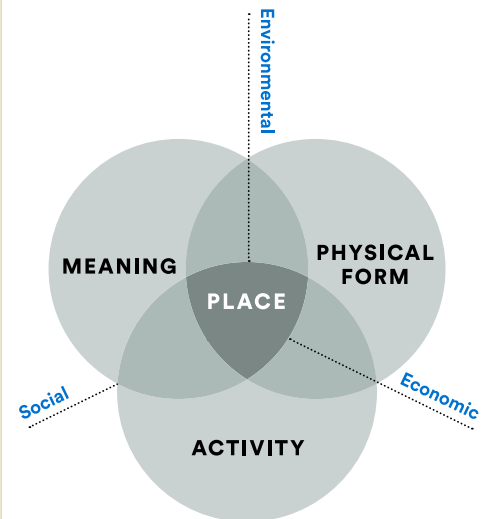 Environmental
MEANING
PHYSICAL
FORM
PLACE
Social
Economic
ACTIVITY